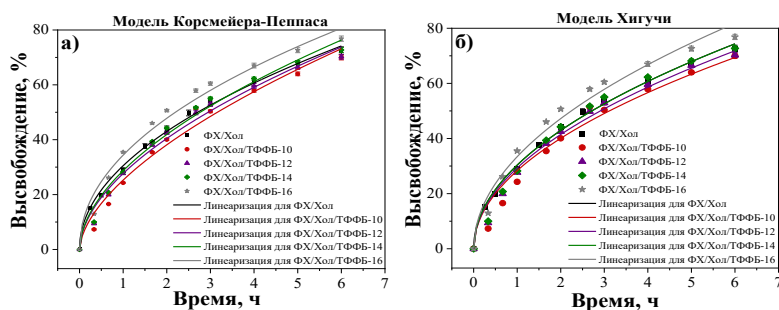 Модель Корсмейера-Пеппаса
а)
Высвобождение, %
80
60
40
20
0
ФХ/Хол
ФХ/Хол/ТФФБ-10
ФХ/Хол/ТФФБ-12
ФХ/Хол/ТФФБ-14
ФХ/Хол/ТФФБ-16
Линеаризация для ФХ/Хол
Линеаризация для ФХ/Хол/ТФФБ-10
Линеаризация для ФХ/Хол/ТФФБ-12
Линеаризация для ФХ/Хол/ТФФБ-14
Линеаризация для ФХ/Хол/ТФФБ-16
0 1 2 3 4 5 6 7
Время, ч
Модель Хигучи
б)
Высвобождение, %
80
60
40
20
0
ФХ/Хол
ФХ/Хол/ТФФБ-10
ФХ/Хол/ТФФБ-12
ФХ/Хол/ТФФБ-14
ФХ/Хол/ТФФБ-16
Линеаризация для ФХ/Хол
Линеаризация для ФХ/Хол/ТФФБ-10
Линеаризация для ФХ/Хол/ТФФБ-12
Линеаризация для ФХ/Хол/ТФФБ-14
Линеаризация для ФХ/Хол/ТФФБ-16
0 1 2 3 4 5 6 7
Время, ч